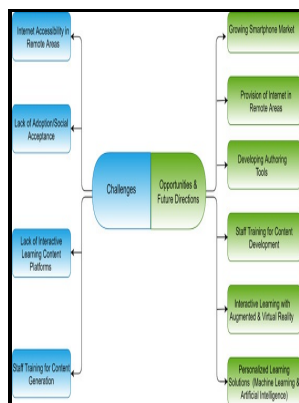 Internet Accessibility in
Remote Areas
Lack of Adoption/Social
Acceptance
Lack of Interactive
Learning Content
Platforms
Staff Training for Content
Generation
Challenges
Opportunities &
Future Directions
Growing Smartphone Market
Provision of Internet in
Remote Areas
Developing Authoring
Tools
Staff Training for Content
Development
Interactive Learning with
Augmented & Virtual Reality
Personalized Learning
Solutions (Machine Learning &
Artificial Intelligence)